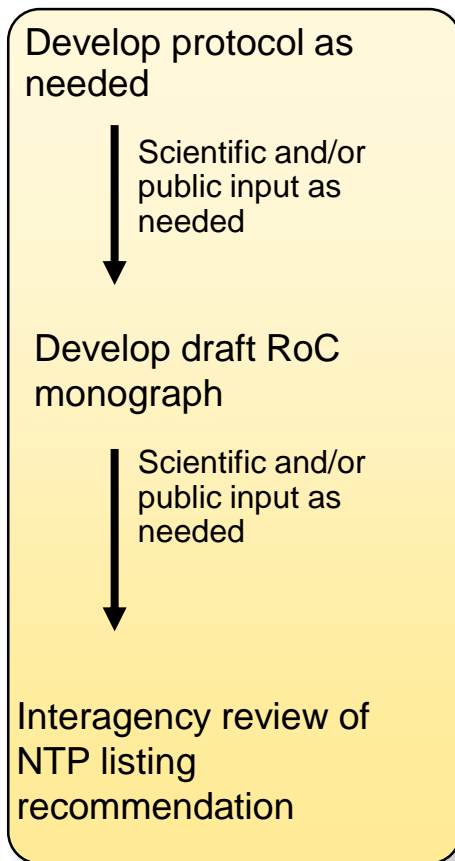 Develop protocol as
needed
Scientific and/or
public input as
needed
Develop draft RoC
monograph
Scientific and/or
public input as
needed
Interagency review of
NTP listing
recommendation